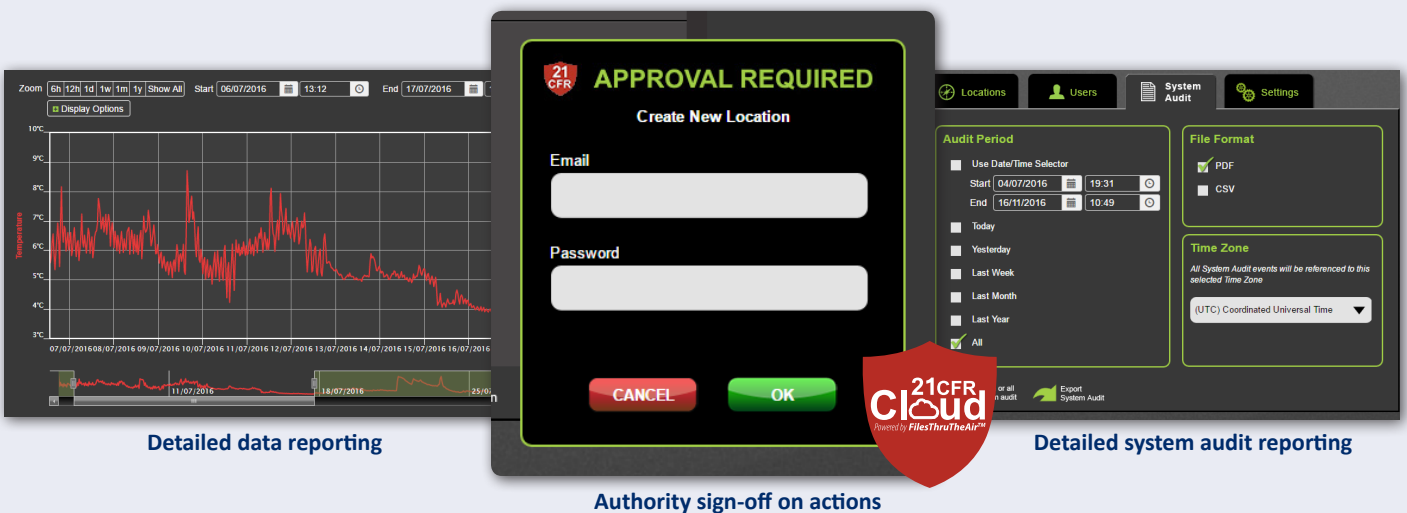 Zoom 6h 12h 1d 1w 1m 1y Show All Start 06/07/2016 13:12 End 17/07/2016
Display Options
10°C
9°C
8°C
7°C
6°C
5°C
4°C
3°C
Temperature
07/07/2016 08/07/2016 09/07/2016 10/07/2016 11/07/2016 12/07/2016 13/07/2016 14/07/2016 15/07/2016 16/07/2016
11/07/2016 18/07/2016 25/0
Detailed data reporting
21
CFR
APPROVAL REQUIRED
Create New Location
Email
Password
CANCEL OK
Authority sign-off on actions
Locations Users System Audit Settings
Audit Period
Use Date/Time Selector
Start 04/07/2016 19:31
End 16/11/2016 10:49
Today
Yesterday
Last Week
Last Month
Last Year
All
File Format
PDF
CSV
Time Zone
All System Audit events will be referenced to this
selected Time Zone
(UTC) Coordinated Universal Time
or all
audit
Export
System Audit
21CFR
Cloud
Powered by FilesThruTheAir™
Detailed system audit reporting